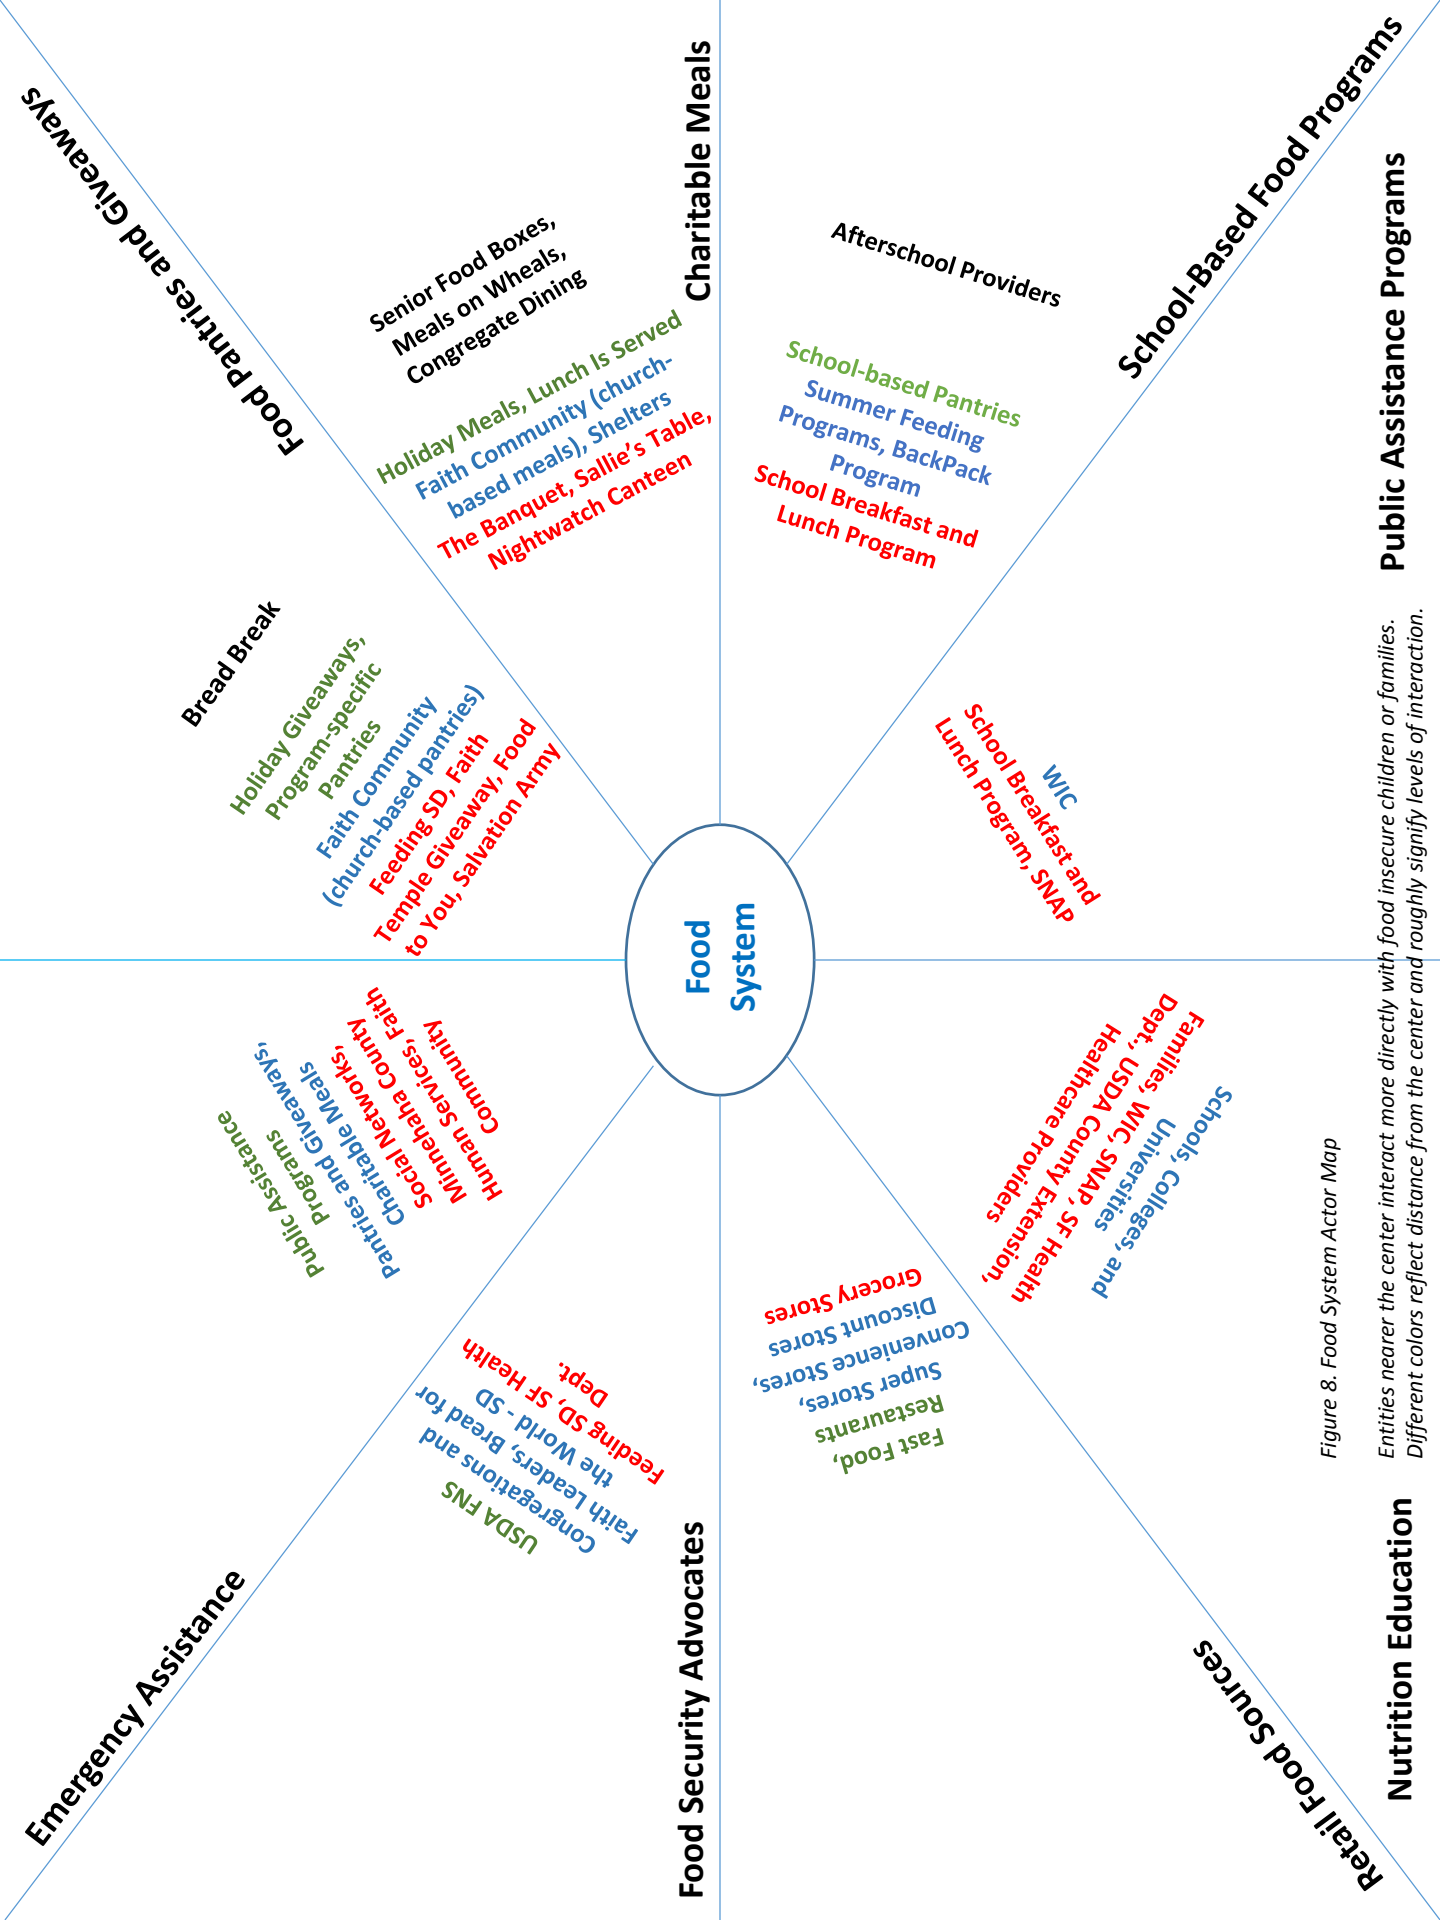 Food Pantries and Giveaways
Bread Break
Holiday Giveaways,
Program-specific
Pantries
Faith Community
(church-based pantries)
Feeding SD, Faith
Temple Giveaway, Food
to You, Salvation Army
Charitable Meals
Senior Food Boxes,
Meals on Wheals,
Congregate Dining
Holiday Meals, Lunch Is Served
Faith Community (church-
based meals), Shelters
The Banquet, Sallie’s Table,
Nightwatch Canteen
School-Based Food Programs
Afterschool Providers
School-based Pantries
Summer Feeding
Programs, BackPack
Program
School Breakfast and
Lunch Program
Public Assistance Programs
WIC
School Breakfast and
Lunch Program, SNAP
Food
System
Emergency Assistance
Social Networks,
Minnehaha County
Human Services, Faith
Community
Pantries and Giveaways,
Charitable Meals
Public Assistance
Programs
Food Security Advocates
Feeding SD, SF Health
Dept.
Congregations and
Faith Leaders, Bread for
the World - SD
USDA FNS
Retail Food Sources
Grocery Stores
Super Stores,
Convenience Stores,
Discount Stores
Fast Food,
Restaurants
Nutrition Education
Families, WIC, SNAP, SF Health
Dept., USDA County Extension,
Healthcare Providers
Schools, Colleges, and
Universities
Figure 8. Food System Actor Map
Entities nearer the center interact more directly with food insecure children or families.
Different colors reflect distance from the center and roughly signify levels of interaction.